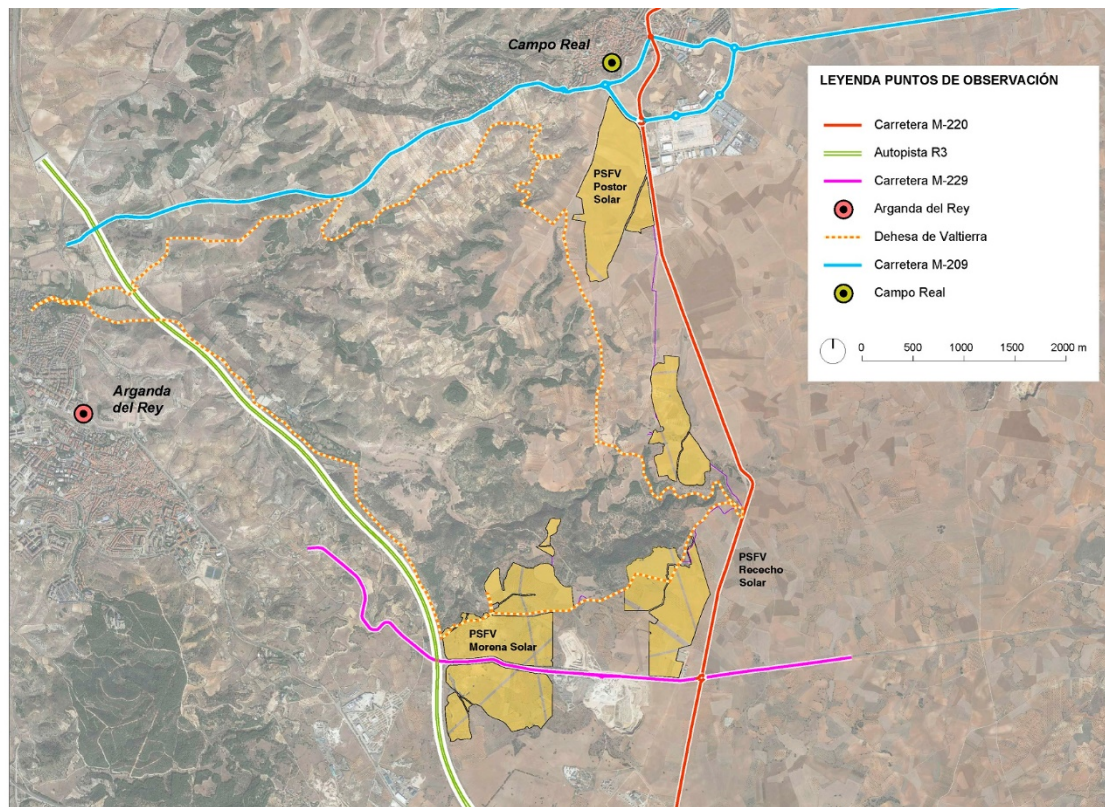 Campo Real
LEYENDA PUNTOS DE OBSERVACIÓN
Carretera M-220
Autopista R3
Carretera M-229
Arganda del Rey
Dehesa de Valtierra
Carretera M-209
Campo Real
0 500 1000 1500 2000 m
PSFV
Postor
Solar
Arganda
del Rey
PSFV
Rececho
Solar
PSFV
Morena Solar